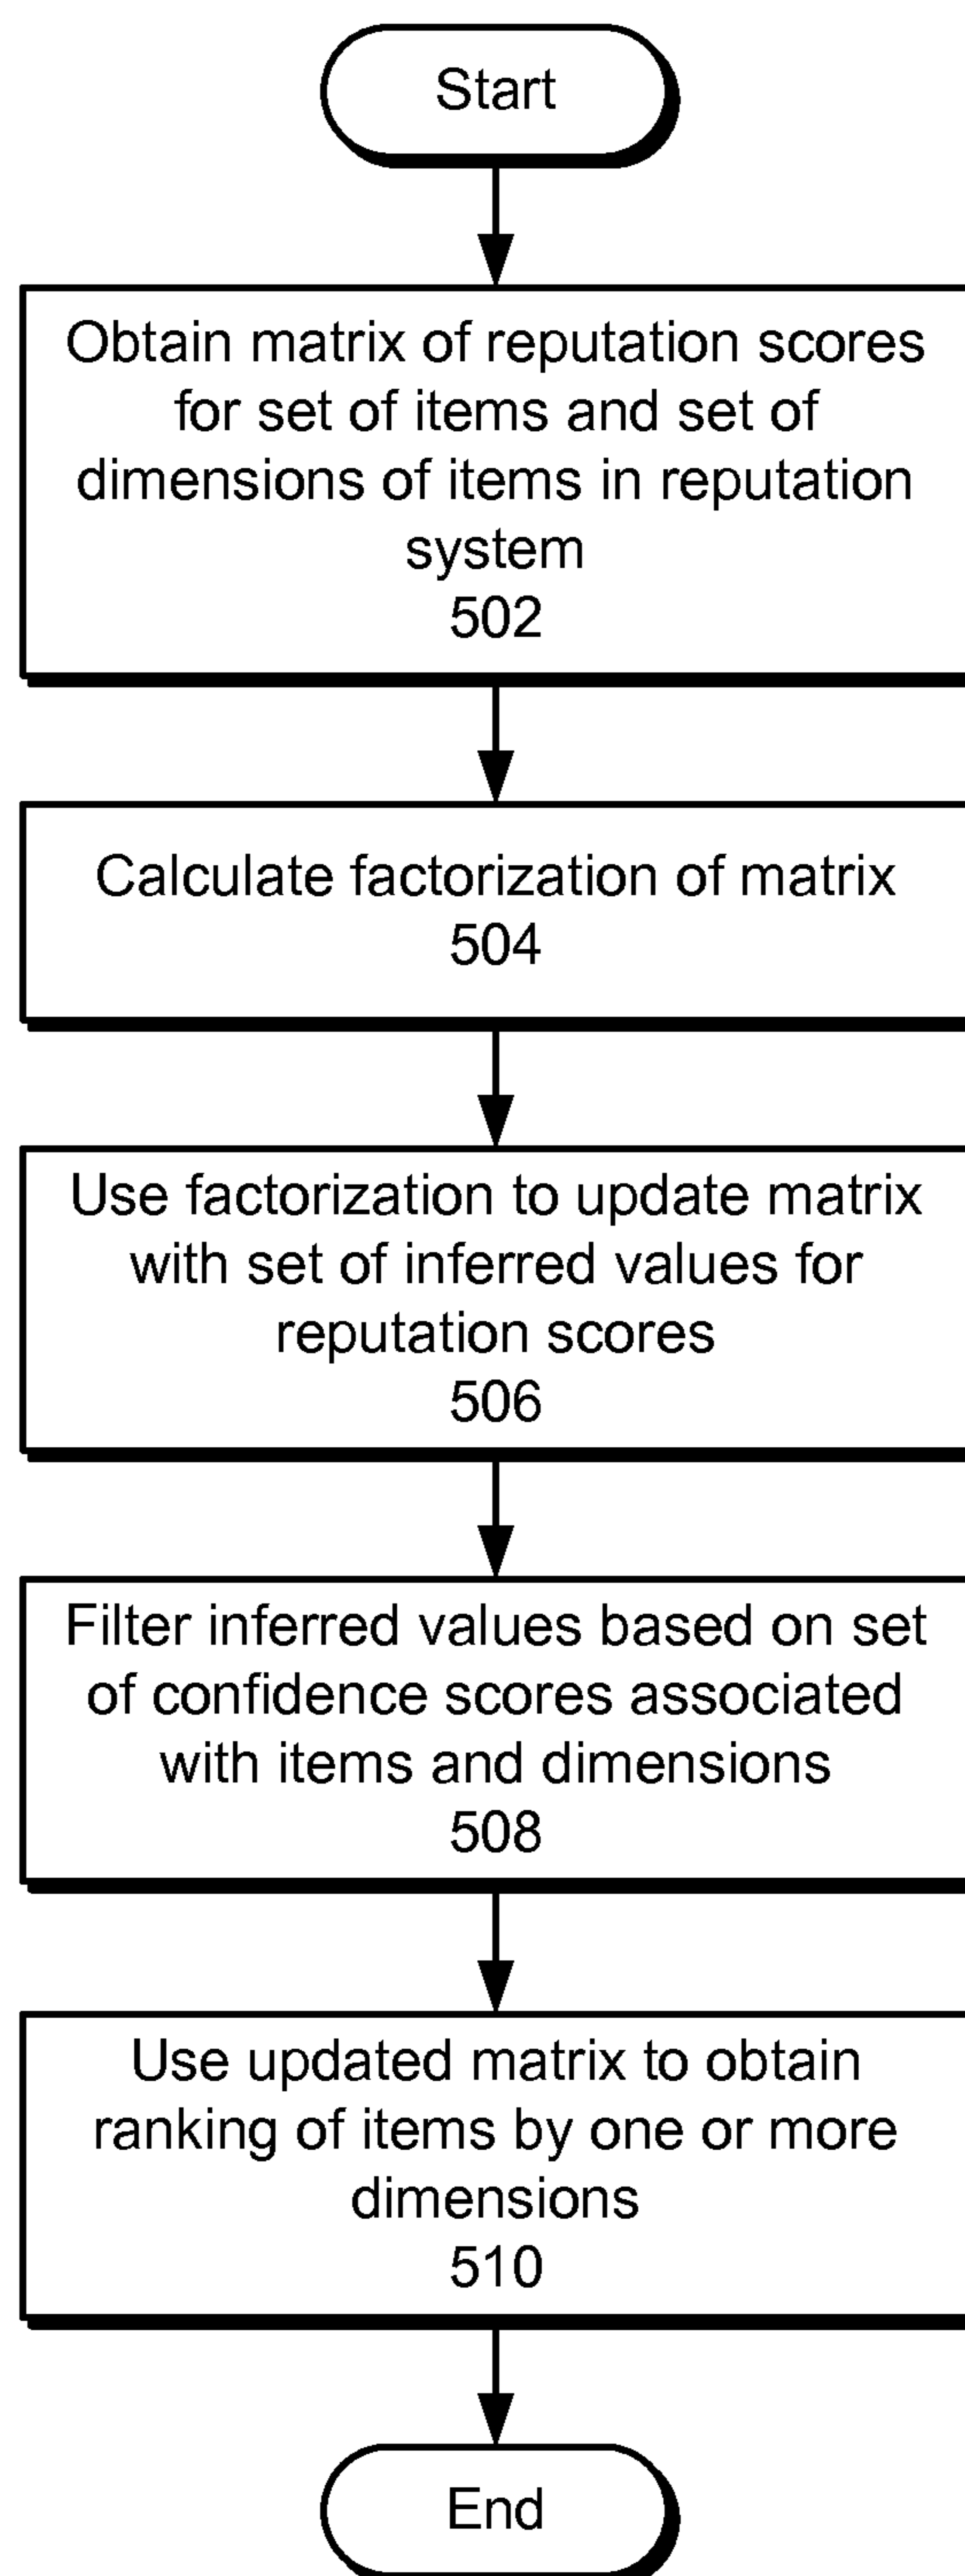 Start
Obtain matrix of reputation scores
for set of items and set of
dimensions of items in reputation
system
502
Calculate factorization of matrix
504
Use factorization to update matrix
with set of inferred values for
reputation scores
506
Filter inferred values based on set
of confidence scores associated
with items and dimensions
508
Use updated matrix to obtain
ranking of items by one or more
dimensions
510
End